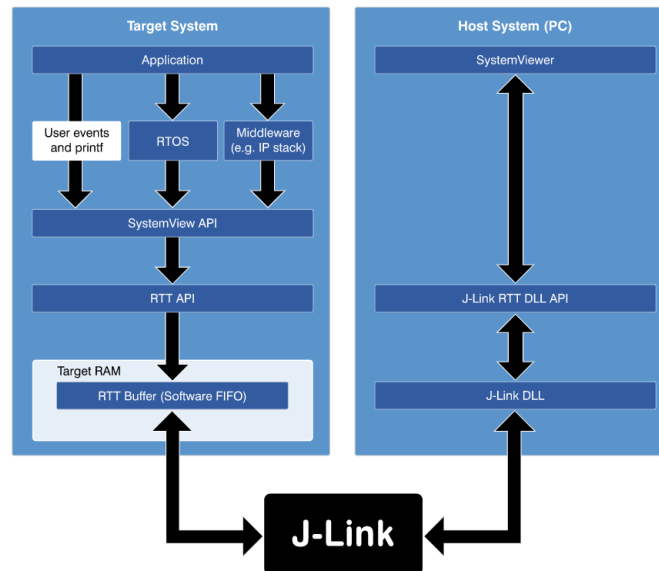 Target System
Application
User events
and printf
RTOS
Middleware
(e.g. IP stack)
SystemView API
RTT API
Target RAM
RTT Buffer (Software FIFO)
Host System (PC)
SystemViewer
J-Link RTT DLL API
J-Link DLL
J-Link